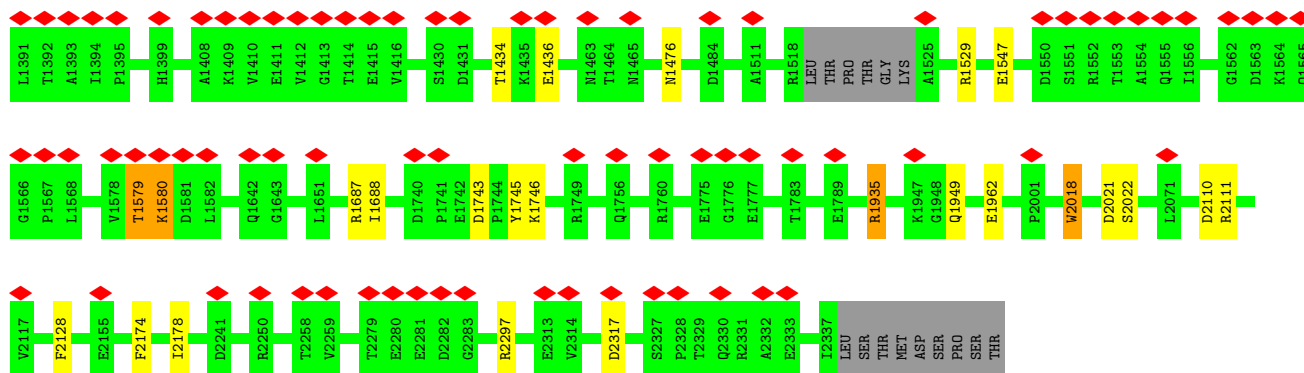 L1391 T1392 A1393 I1394 P1395 H1399 A1408 K1409 V1410 E1411 V1412 G1413 T1414 E1415 V1416 S1430 D1431 T1434 K1435 E1436 N1463 T1464 N1465 N1476 D1484 A1511 R1518 LEU THR PRO THR GLY LYS A1525 R1529 E1547 D1550 S1551 R1552 T1553 A1554 Q1555 I1556 G1562 D1563 K1564 D1565
G1566 P1567 L1568 V1578 T1579 K1580 D1581 L1582 Q1642 G1643 L1651 R1687 I1688 D1740 P1741 E1742 D1743 P1744 Y1745 K1746 R1749 Q1756 R1760 E1775 G1776 E1777 T1783 E1789 R1935 K1947 G1948 Q1949 E1962 P2001 W2018 D2021 S2022 L2071 D2110 R2111
V2117 F2128 E2155 F2174 I2178 D2241 R2250 T2258 V2259 T2279 E2280 E2281 D2282 G2283 R2297 E2313 V2314 D2317 S2327 P2328 T2329 Q2330 R2331 A2332 E2333 I2337 LEU SER THR MET ASP SER PRO SER THR